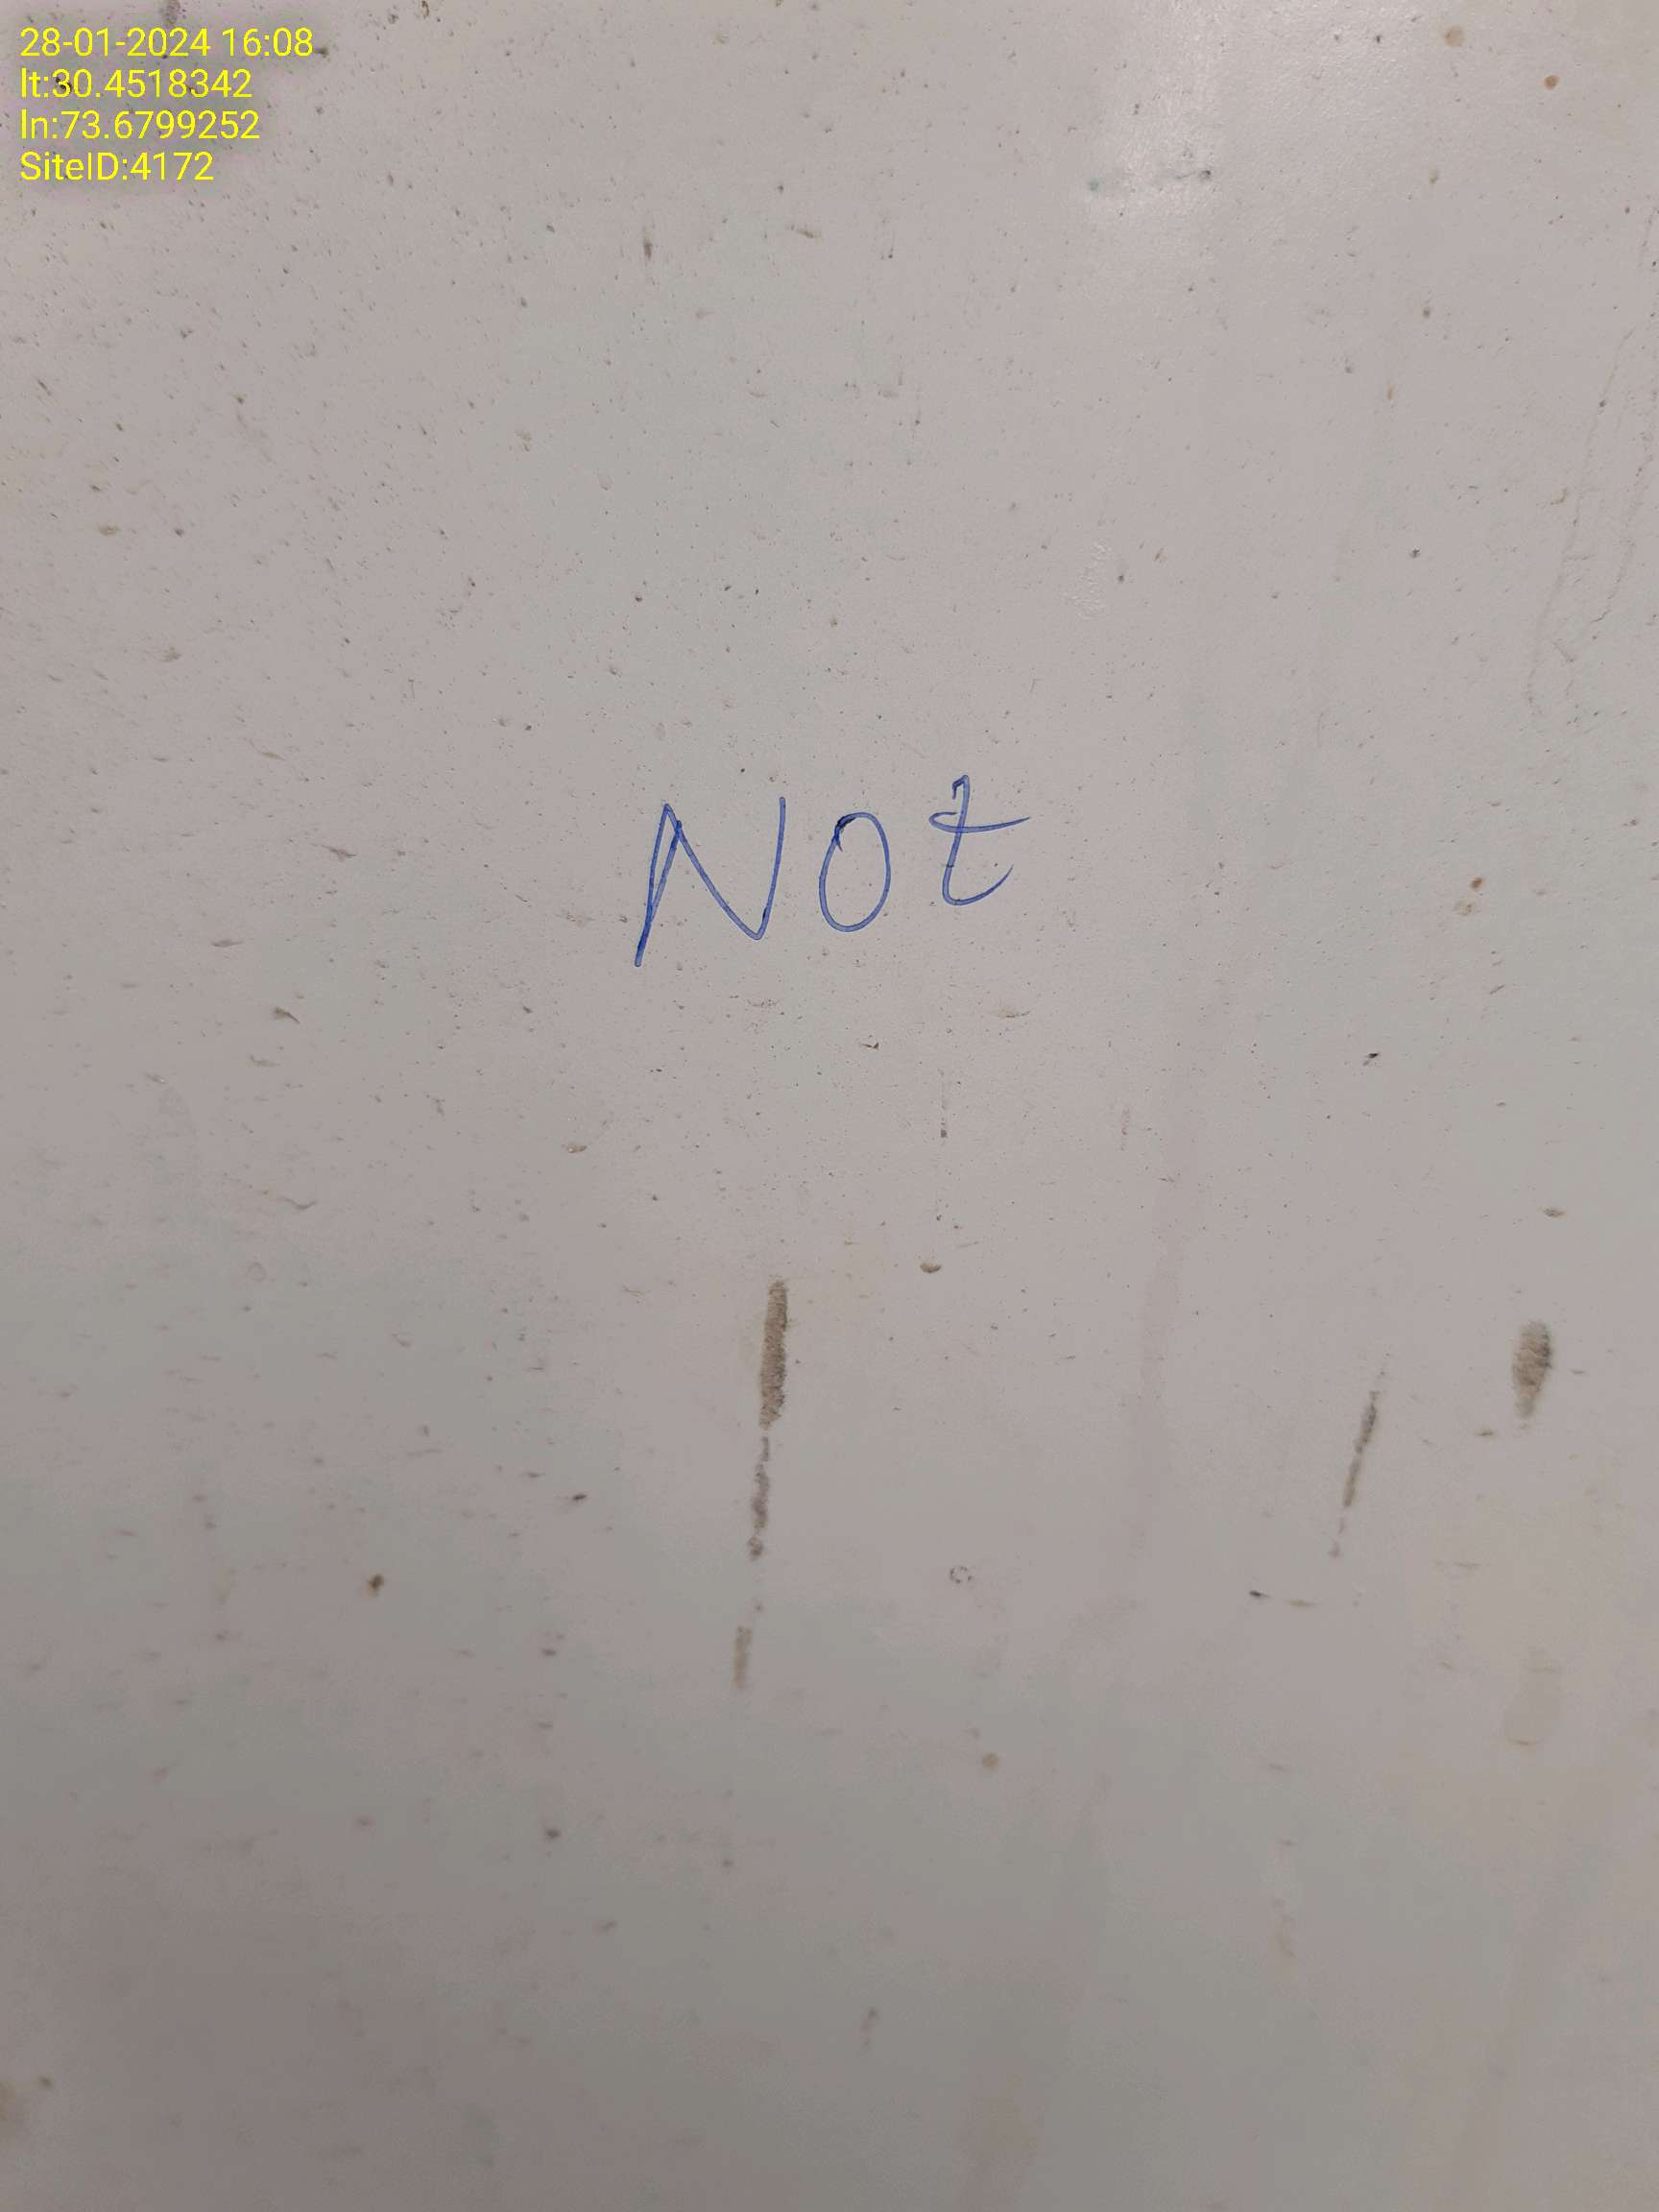 28-01-2024 16:08
lt:30.4518342
ln:73.6799252
SiteID:4172
Not